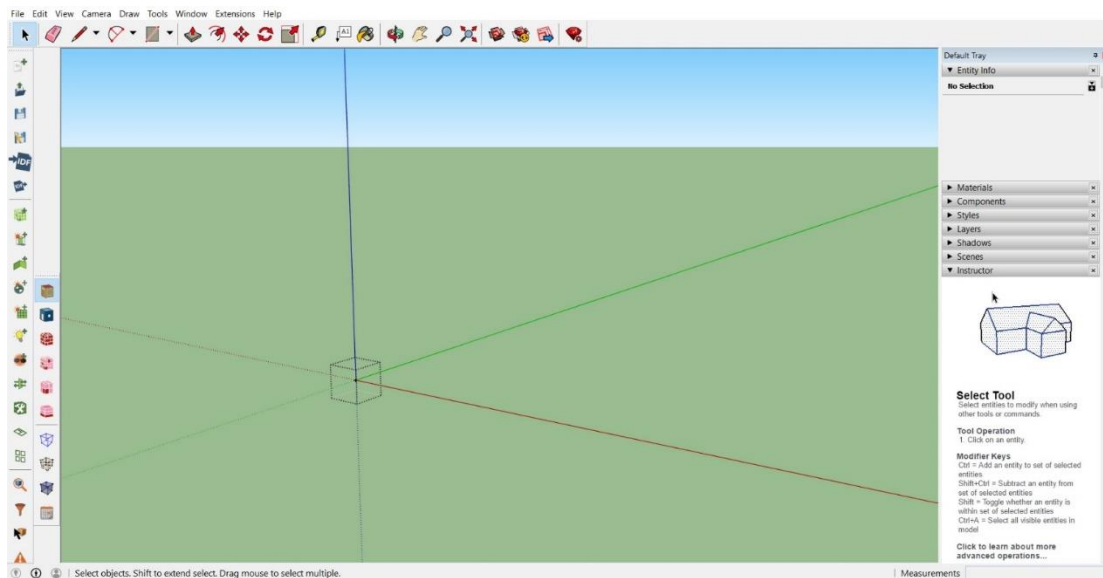 File Edit View Camera Draw Tools Window Extensions Help
A1
IDF
Default Tray
Entity Info
No Selection
Materials
Components
Styles
Layers
Shadows
Scenes
Instructor
Select Tool
Select entities to modify when using
other tools or commands.
Tool Operation
1. Click on an entity.
Modifier Keys
Ctrl = Add an entity to set of selected
entities
Shift+Ctrl = Subtract an entity from
set of selected entities
Shift = Toggle whether an entity is
within set of selected entities
Ctrl+A = Select all visible entities in
model
Click to learn about more
advanced operations...
Select objects. Shift to extend select. Drag mouse to select multiple.
Measurements